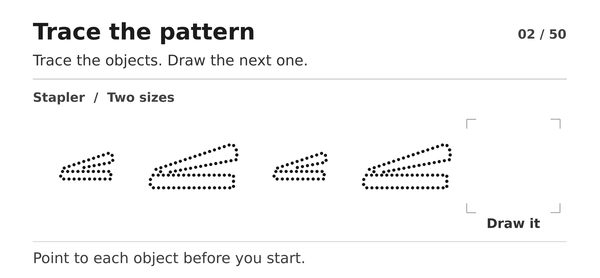 Trace the pattern
02 / 50
Trace the objects. Draw the next one.
Stapler / Two sizes
Draw it
Point to each object before you start.